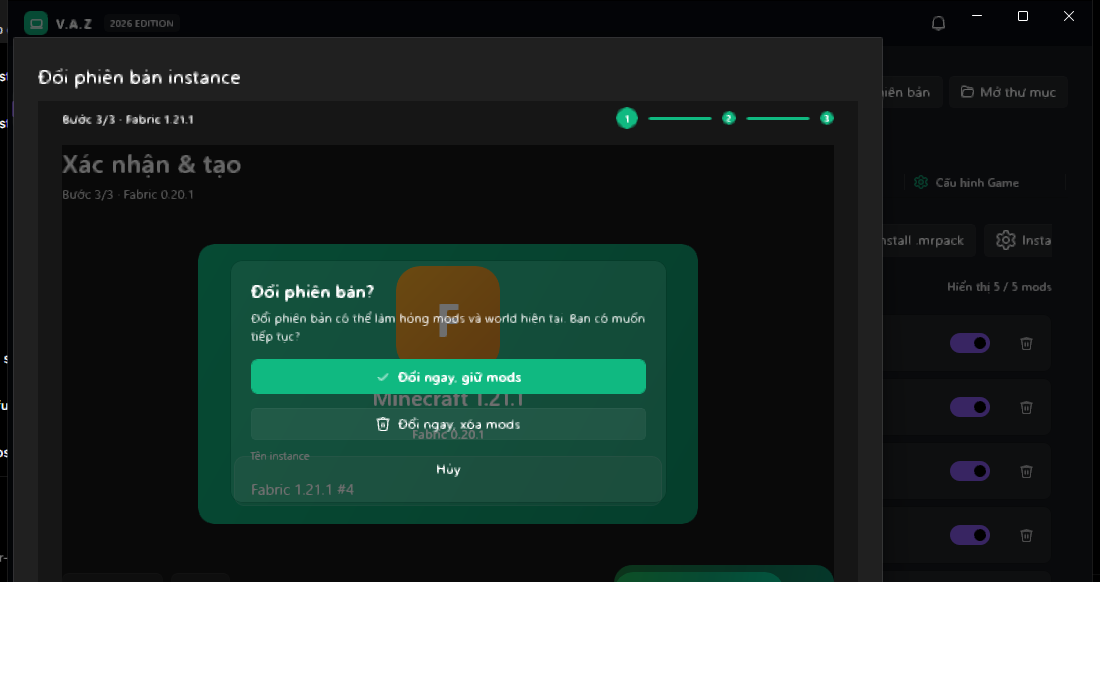 V.A.Z 2026 EDITION
Đổi phiên bản instance
iên bản
Mở thư mục
Bước 3/3 · Fabric 1.21.1
1
2
3
Xác nhận & tạo
Bước 3/3 · Fabric 0.20.1
Cấu hình Game
nstall .mrpack
Insta
Hiển thị 5 / 5 mods
F
Đổi phiên bản?
Đổi phiên bản có thể làm hỏng mods và world hiện tại. Bạn có muốn
tiếp tục?
Đổi ngay, giữ mods
Minecraft 1.21.1
Đổi ngay, xóa mods
Fabric 0.20.1
Tên instance
Hủy
Fabric 1.21.1 #4